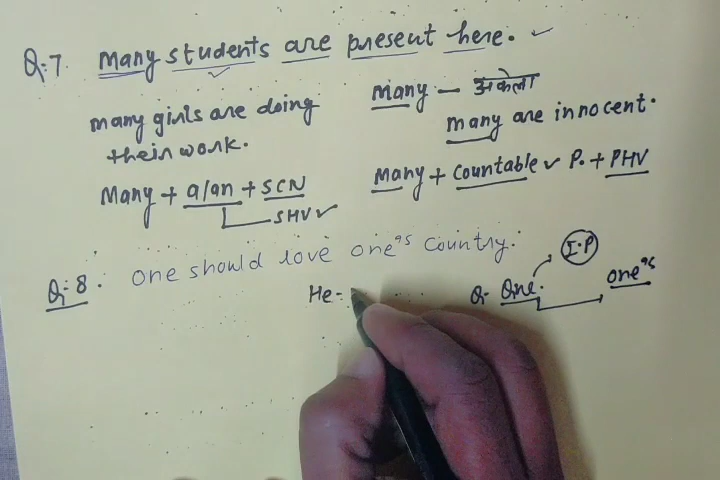 Q:7. Many students are present here.
many girls are doing
their work.
Many + a/an + SCN
SHV
Many - अकेला
many are innocent.
Many + Countable P. + PHV
Q:8. One should love one's Country.
I.P
Q- One. one's
He-